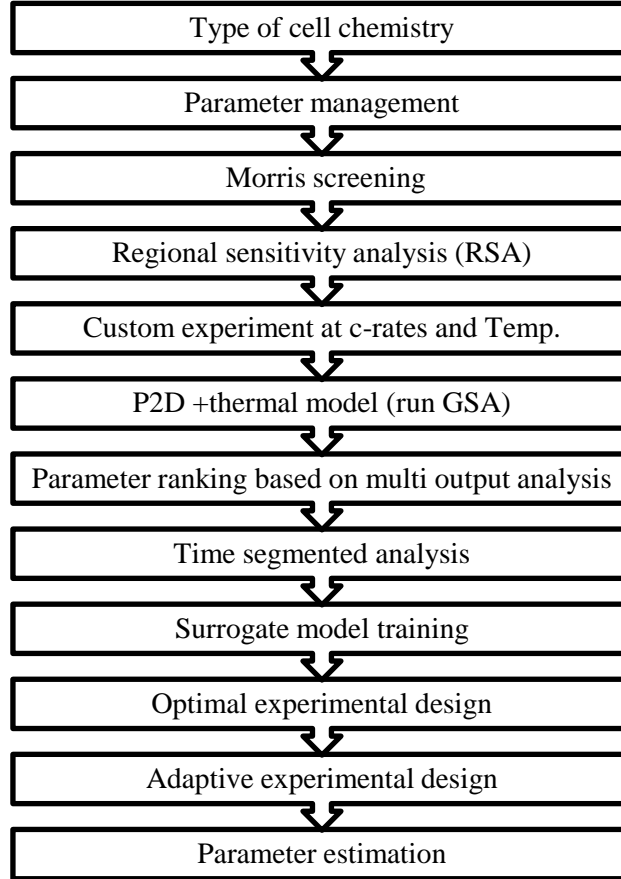 Type of cell chemistry
Parameter management
Morris screening
Regional sensitivity analysis (RSA)
Custom experiment at c-rates and Temp.
P2D +thermal model (run GSA)
Parameter ranking based on multi output analysis
Time segmented analysis
Surrogate model training
Optimal experimental design
Adaptive experimental design
Parameter estimation